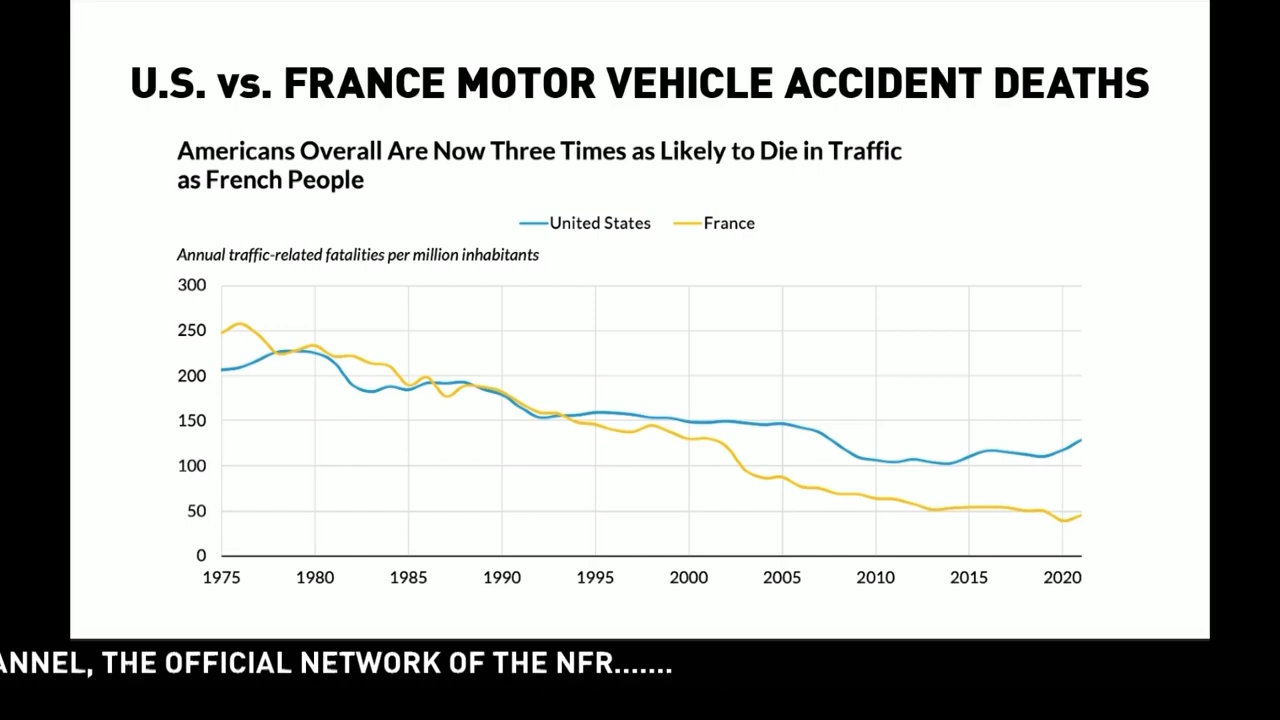 U.S. vs. FRANCE MOTOR VEHICLE ACCIDENT DEATHS
Americans Overall Are Now Three Times as Likely to Die in Traffic
as French People
United States France
Annual traffic-related fatalities per million inhabitants
300
250
200
150
100
50
0
1975 1980 1985 1990 1995 2000 2005 2010 2015 2020
ANNEL, THE OFFICIAL NETWORK OF THE NFR.......